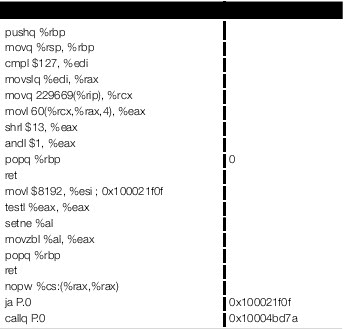 pushq %rbp
movq %rsp, %rbp
cmpl $127, %edi
movslq %edi, %rax
movq 229669(%rip), %rcx
movl 60(%rcx,%rax,4), %eax
shrl $13, %eax
andl $1, %eax
popq %rbp 0
ret
movl $8192, %esi ; 0x100021f0f
testl %eax, %eax
setne %al
movzbl %al, %eax
popq %rbp
ret
nopw %cs:(%rax,%rax)
ja P.0 0x100021f0f
callq P.0 0x10004bd7a